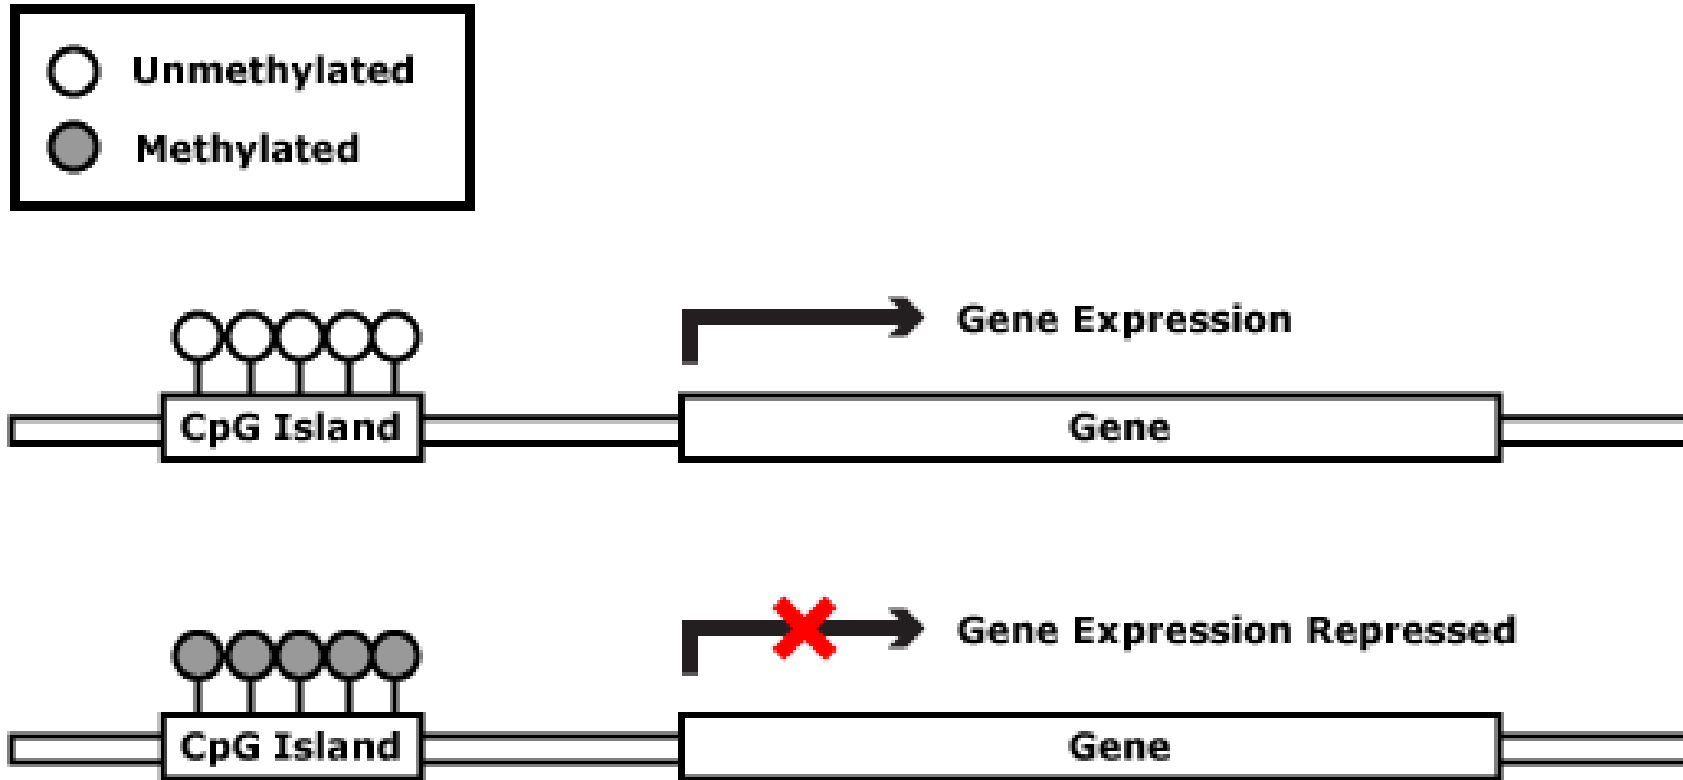 Unmethylated
Methylated
Gene Expression
CpG Island
Gene
Gene Expression Repressed
CpG Island
Gene